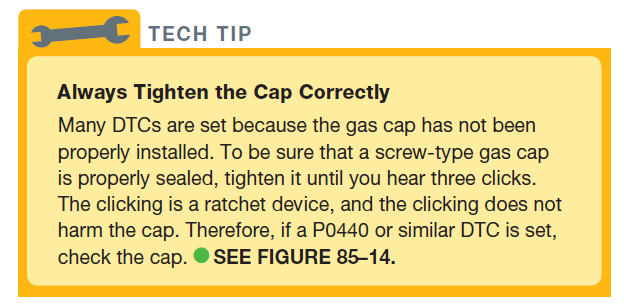 TECH TIP
Always Tighten the Cap Correctly
Many DTCs are set because the gas cap has not been
properly installed. To be sure that a screw-type gas cap
is properly sealed, tighten it until you hear three clicks.
The clicking is a ratchet device, and the clicking does not
harm the cap. Therefore, if a P0440 or similar DTC is set,
check the cap. ● SEE FIGURE 85–14.